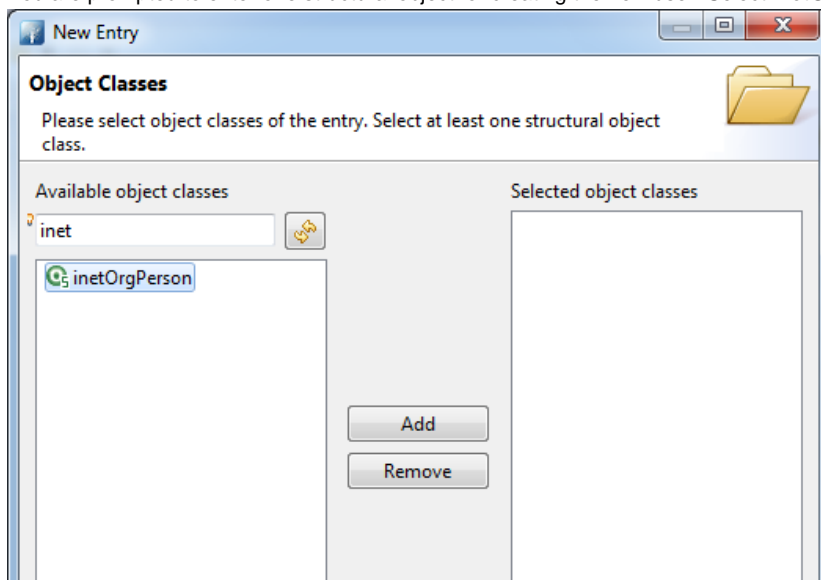 New Entry
Object Classes
Please select object classes of the entry. Select at least one structural object
class.
Available object classes
Selected object classes
inet
inetOrgPerson
Add
Remove